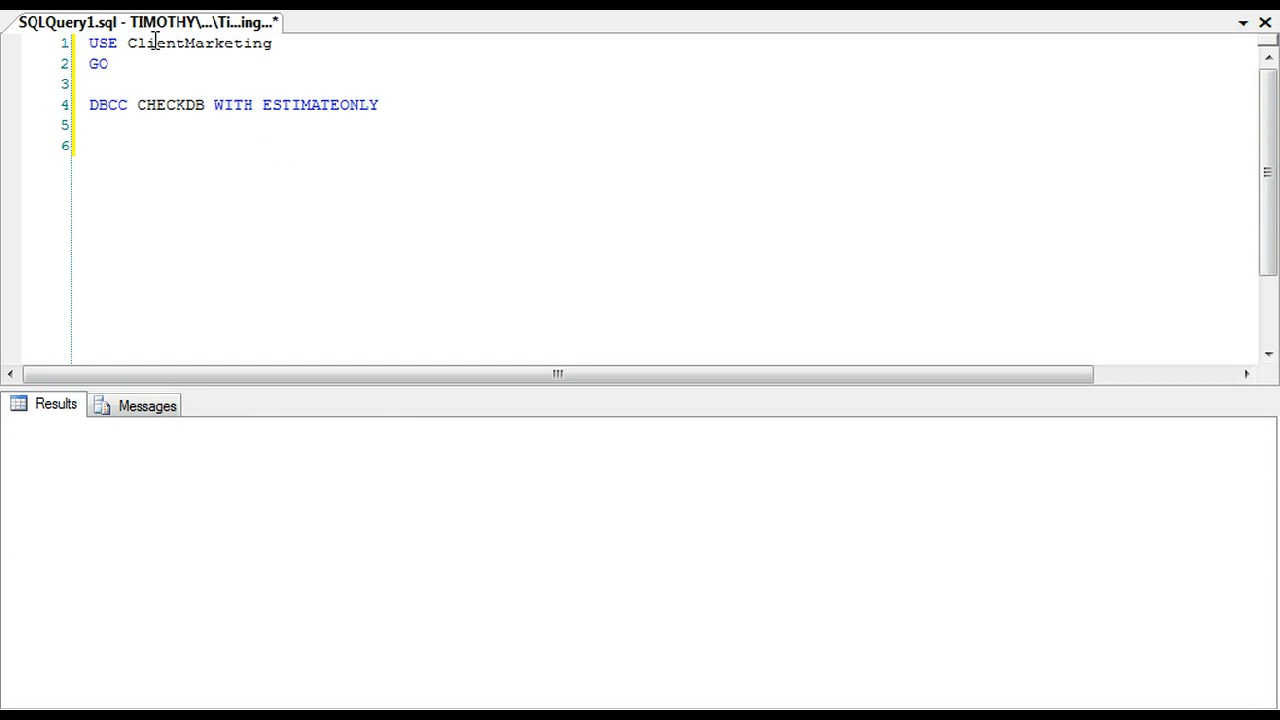 SQLQuery1.sql - TIMOTHY\...\Ti...ing...*
1 USE ClientMarketing
2 GO
3
4 DBCC CHECKDB WITH ESTIMATEONLY
5
6
Results Messages